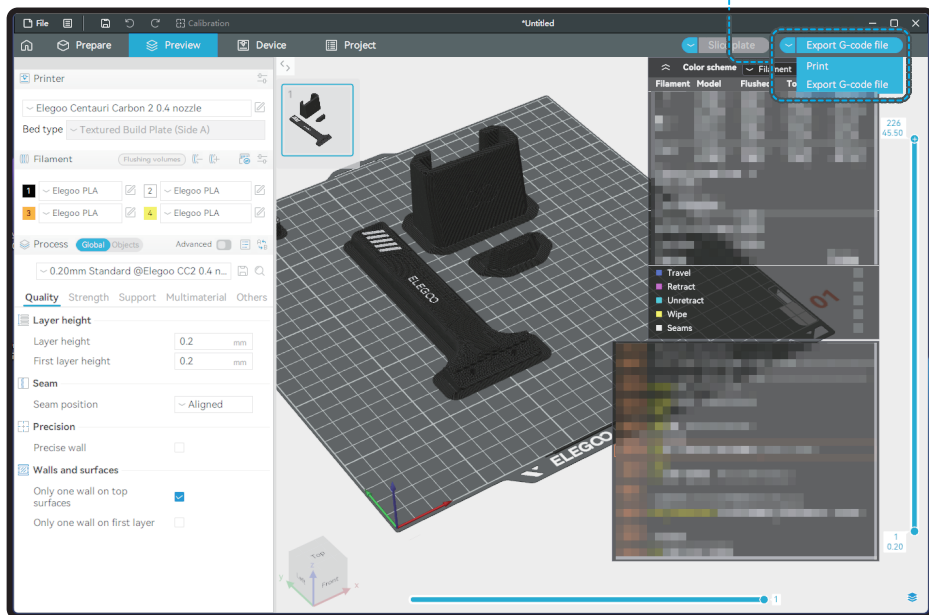 File
Calibration
*Untitled
Prepare
Preview
Device
Project
Slice plate
Export G-code file
Print
Export G-code file
Printer
Elegoo Centauri Carbon 2 0.4 nozzle
Bed type
Textured Build Plate (Side A)
Filament
Flushing volumes
1 Elegoo PLA
2 Elegoo PLA
3 Elegoo PLA
4 Elegoo PLA
Process Global Objects Advanced
0.20mm Standard @Elegoo CC2 0.4 n...
Quality Strength Support Multimaterial Others
Layer height
Layer height 0.2 mm
First layer height 0.2 mm
Seam
Seam position Aligned
Precision
Precise wall
Walls and surfaces
Only one wall on top
surfaces
Only one wall on first layer
1
ELEGOO
ELEGOO
01
Top
Front
z
y
x
Color scheme
Filament Model Flushed
Travel
Retract
Unretract
Wipe
Seams
226
45.50
1
0.20
1